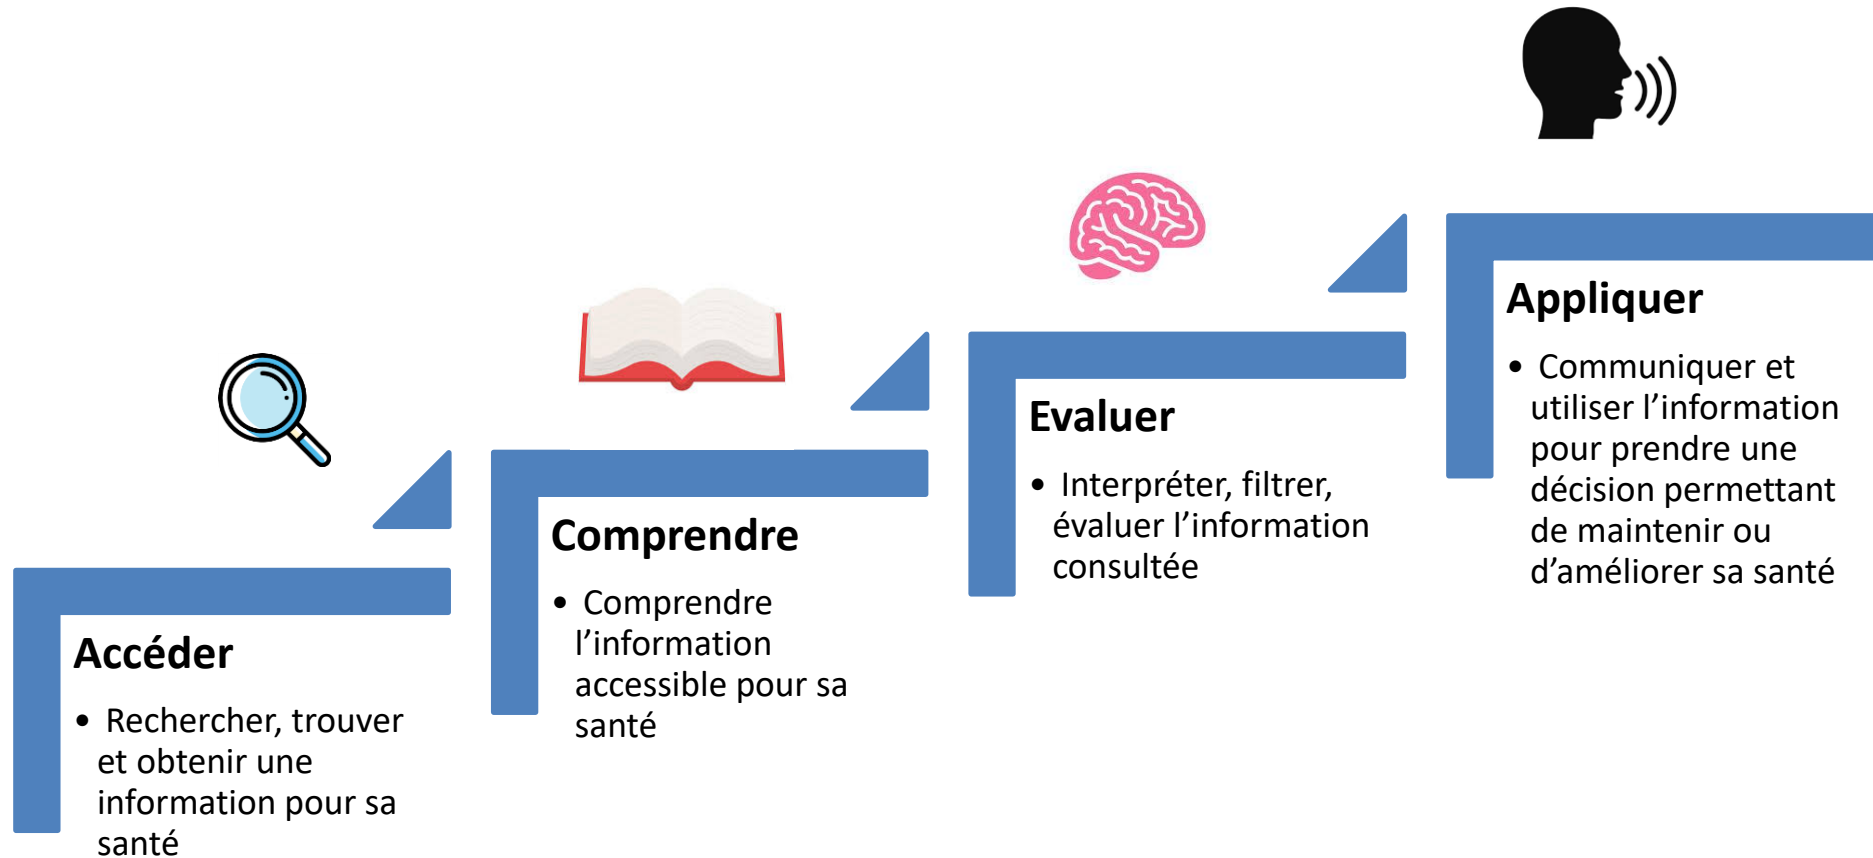 Accéder
• Rechercher, trouver
et obtenir une
information pour sa
santé
Comprendre
• Comprendre
l’information
accessible pour sa
santé
Evaluer
• Interpréter, filtrer,
évaluer l’information
consultée
Appliquer
• Communiquer et
utiliser l’information
pour prendre une
décision permettant
de maintenir ou
d’améliorer sa santé